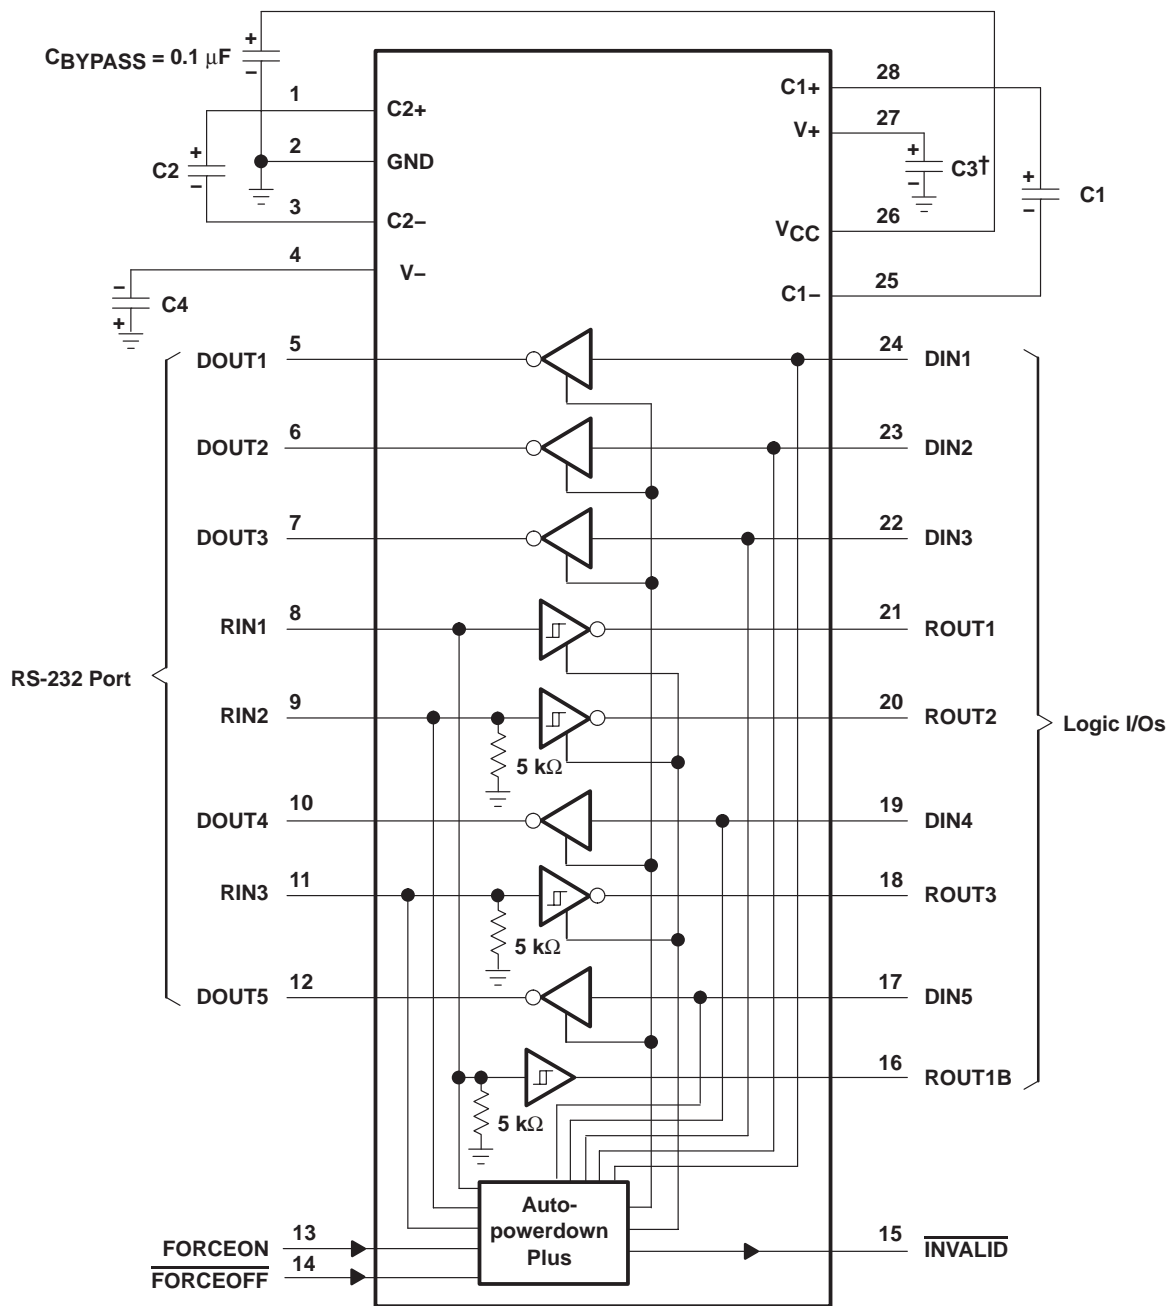 CBYPASS = 0.1 μF
+
−
1
C2+
28
C1+
27
V+
C2
+
−
2
GND
+
−
C3†
+
−
C1
3
C2−
26
VCC
4
V−
25
C1−
−
+
C4
DOUT1
5
24
DIN1
DOUT2
6
23
DIN2
DOUT3
7
22
DIN3
RIN1
8
21
ROUT1
RS-232 Port
RIN2
9
20
ROUT2
Logic I/Os
5 kΩ
DOUT4
10
19
DIN4
RIN3
11
18
ROUT3
5 kΩ
DOUT5
12
17
DIN5
16
ROUT1B
5 kΩ
Auto-
powerdown
Plus
FORCEON
13
15
INVALID
FORCEOFF
14